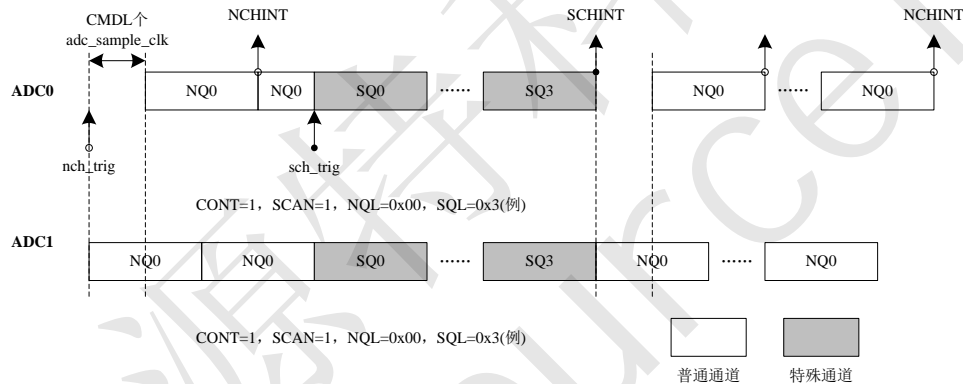 CMDL个
adc_sample_clk
NCHINT
SCHINT
NCHINT
ADC0
NQ0
NQ0
SQ0
······
SQ3
NQ0
······
NQ0
nch_trig
sch_trig
CONT=1，SCAN=1，NQL=0x00，SQL=0x3(例)
ADC1
NQ0
NQ0
SQ0
······
SQ3
NQ0
······
NQ0
CONT=1，SCAN=1，NQL=0x00，SQL=0x3(例)
普通通道
特殊通道